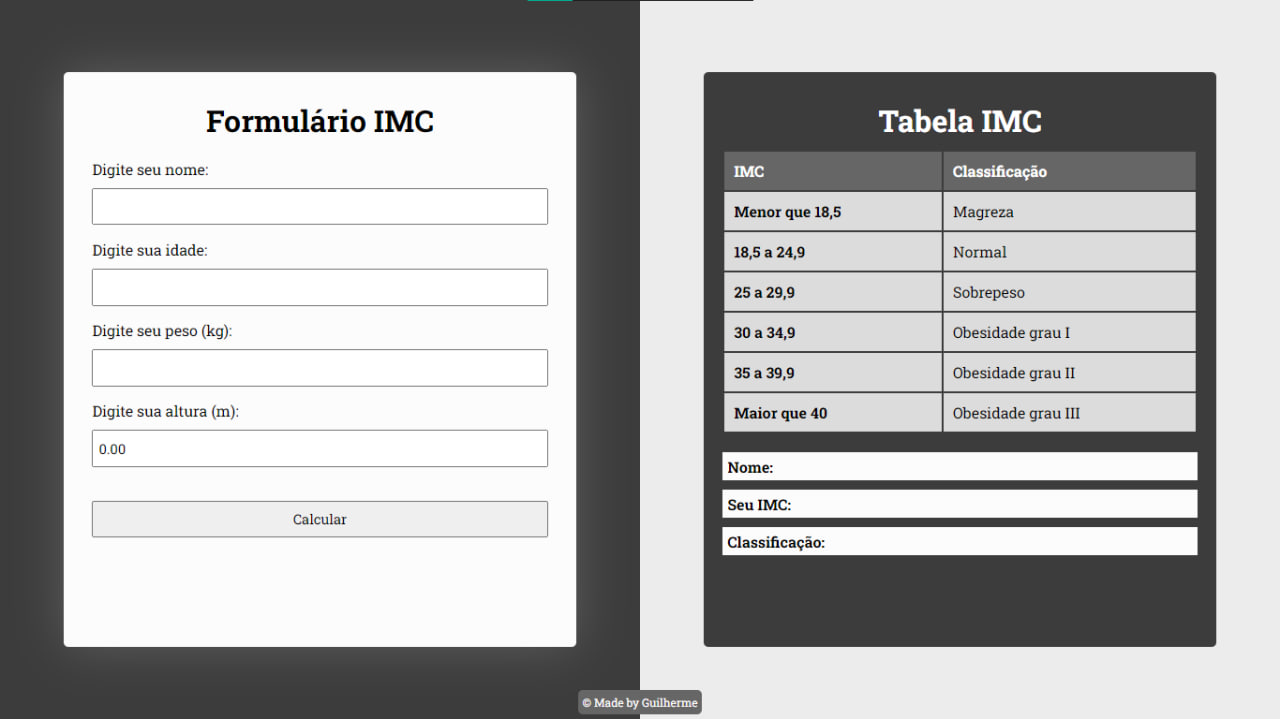 Formulário IMC
Digite seu nome:
Digite sua idade:
Digite seu peso (kg):
Digite sua altura (m):
0.00
Calcular
Tabela IMC
IMC Classificação
Menor que 18,5 Magreza
18,5 a 24,9 Normal
25 a 29,9 Sobrepeso
30 a 34,9 Obesidade grau I
35 a 39,9 Obesidade grau II
Maior que 40 Obesidade grau III
Nome:
Seu IMC:
Classificação:
© Made by Guilherme